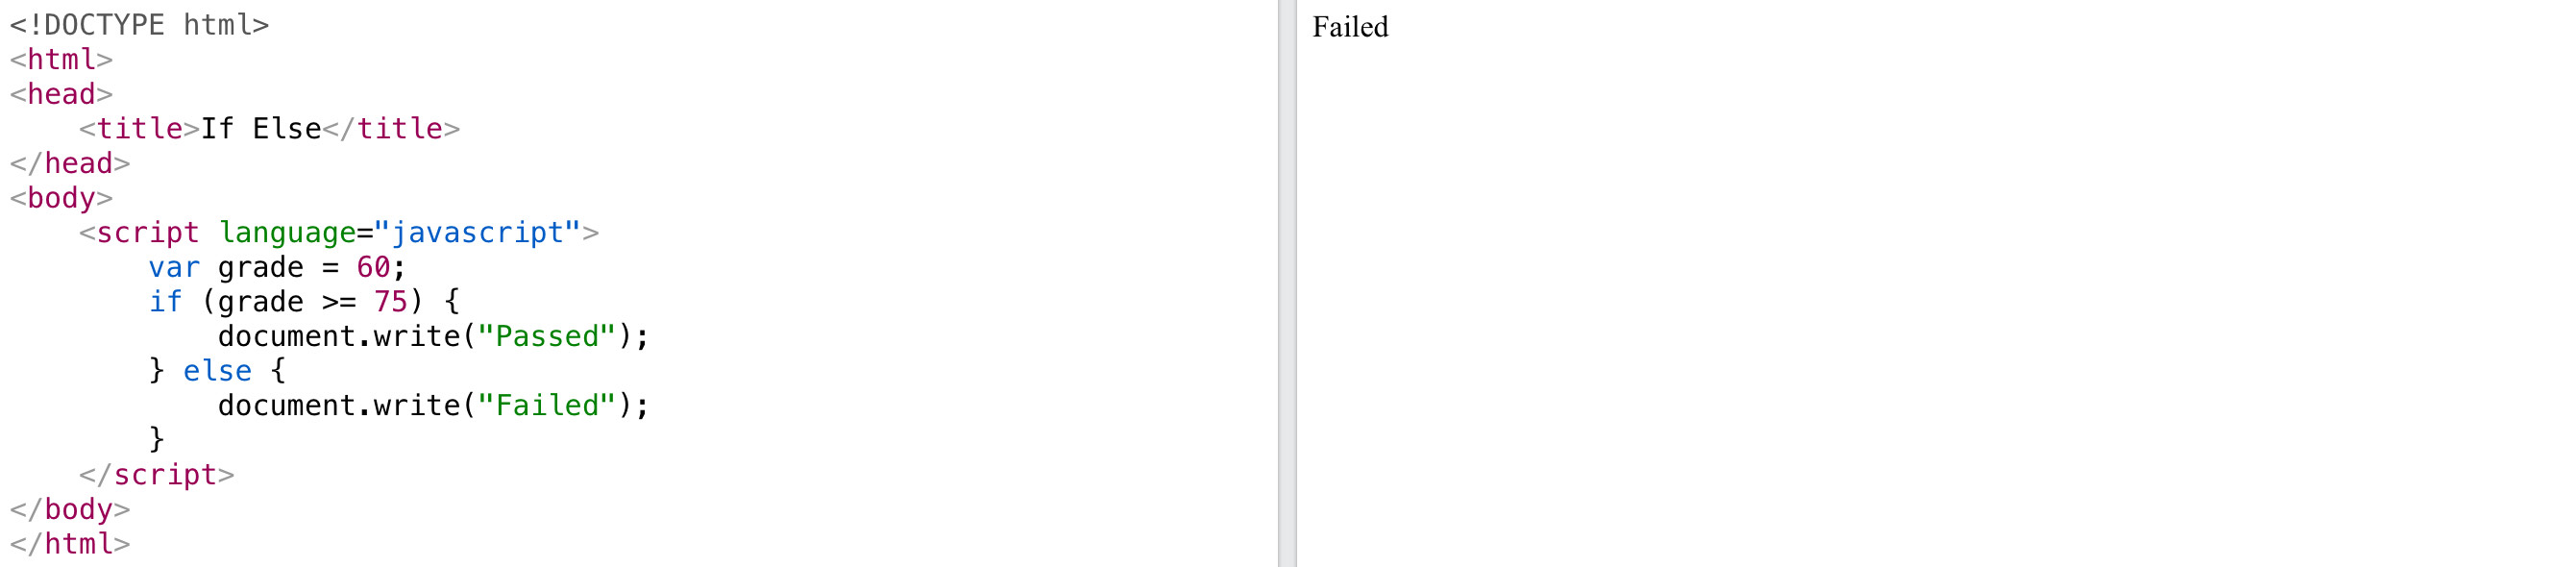 <!DOCTYPE html>
<html>
<head>
    <title>If Else</title>
</head>
<body>
    <script language="javascript">
        var grade = 60;
        if (grade >= 75) {
            document.write("Passed");
        } else {
            document.write("Failed");
        }
    </script>
</body>
</html>
Failed